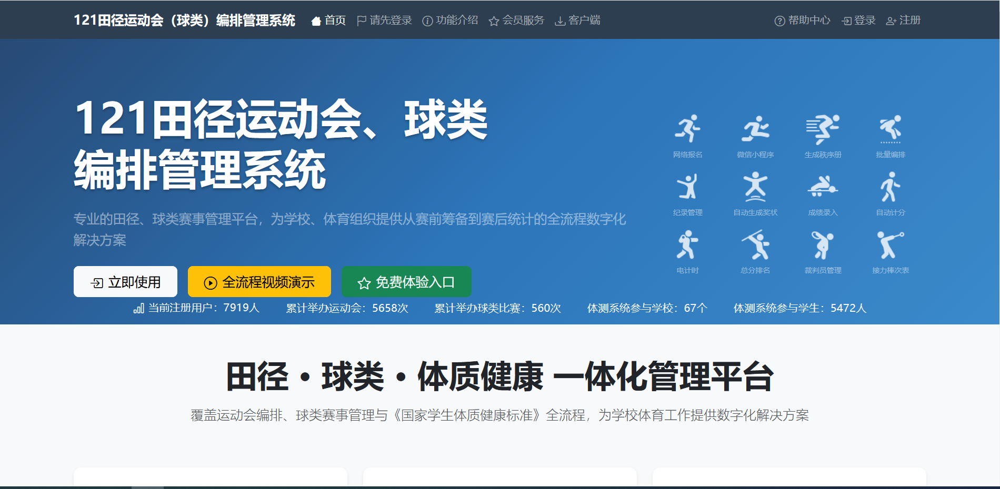 121田径运动会（球类）编排管理系统 首页 请先登录 功能介绍 会员服务 客户端 帮助中心 登录 注册
121田径运动会、球类
编排管理系统
专业的田径、球类赛事管理平台，为学校、体育组织提供从赛前筹备到赛后统计的全流程数字化
解决方案
立即使用 全流程视频演示 免费体验入口
网络报名 微信小程序 生成秩序册 批量编排
纪录管理 自动生成奖状 成绩录入 自动计分
电计时 总分排名 裁判员管理 接力棒次表
当前注册用户：7919人 累计举办运动会：5658次 累计举办球类比赛：560次 体测系统参与学校：67个 体测系统参与学生：5472人
田径 • 球类 • 体质健康 一体化管理平台
覆盖运动会编排、球类赛事管理与《国家学生体质健康标准》全流程，为学校体育工作提供数字化解决方案